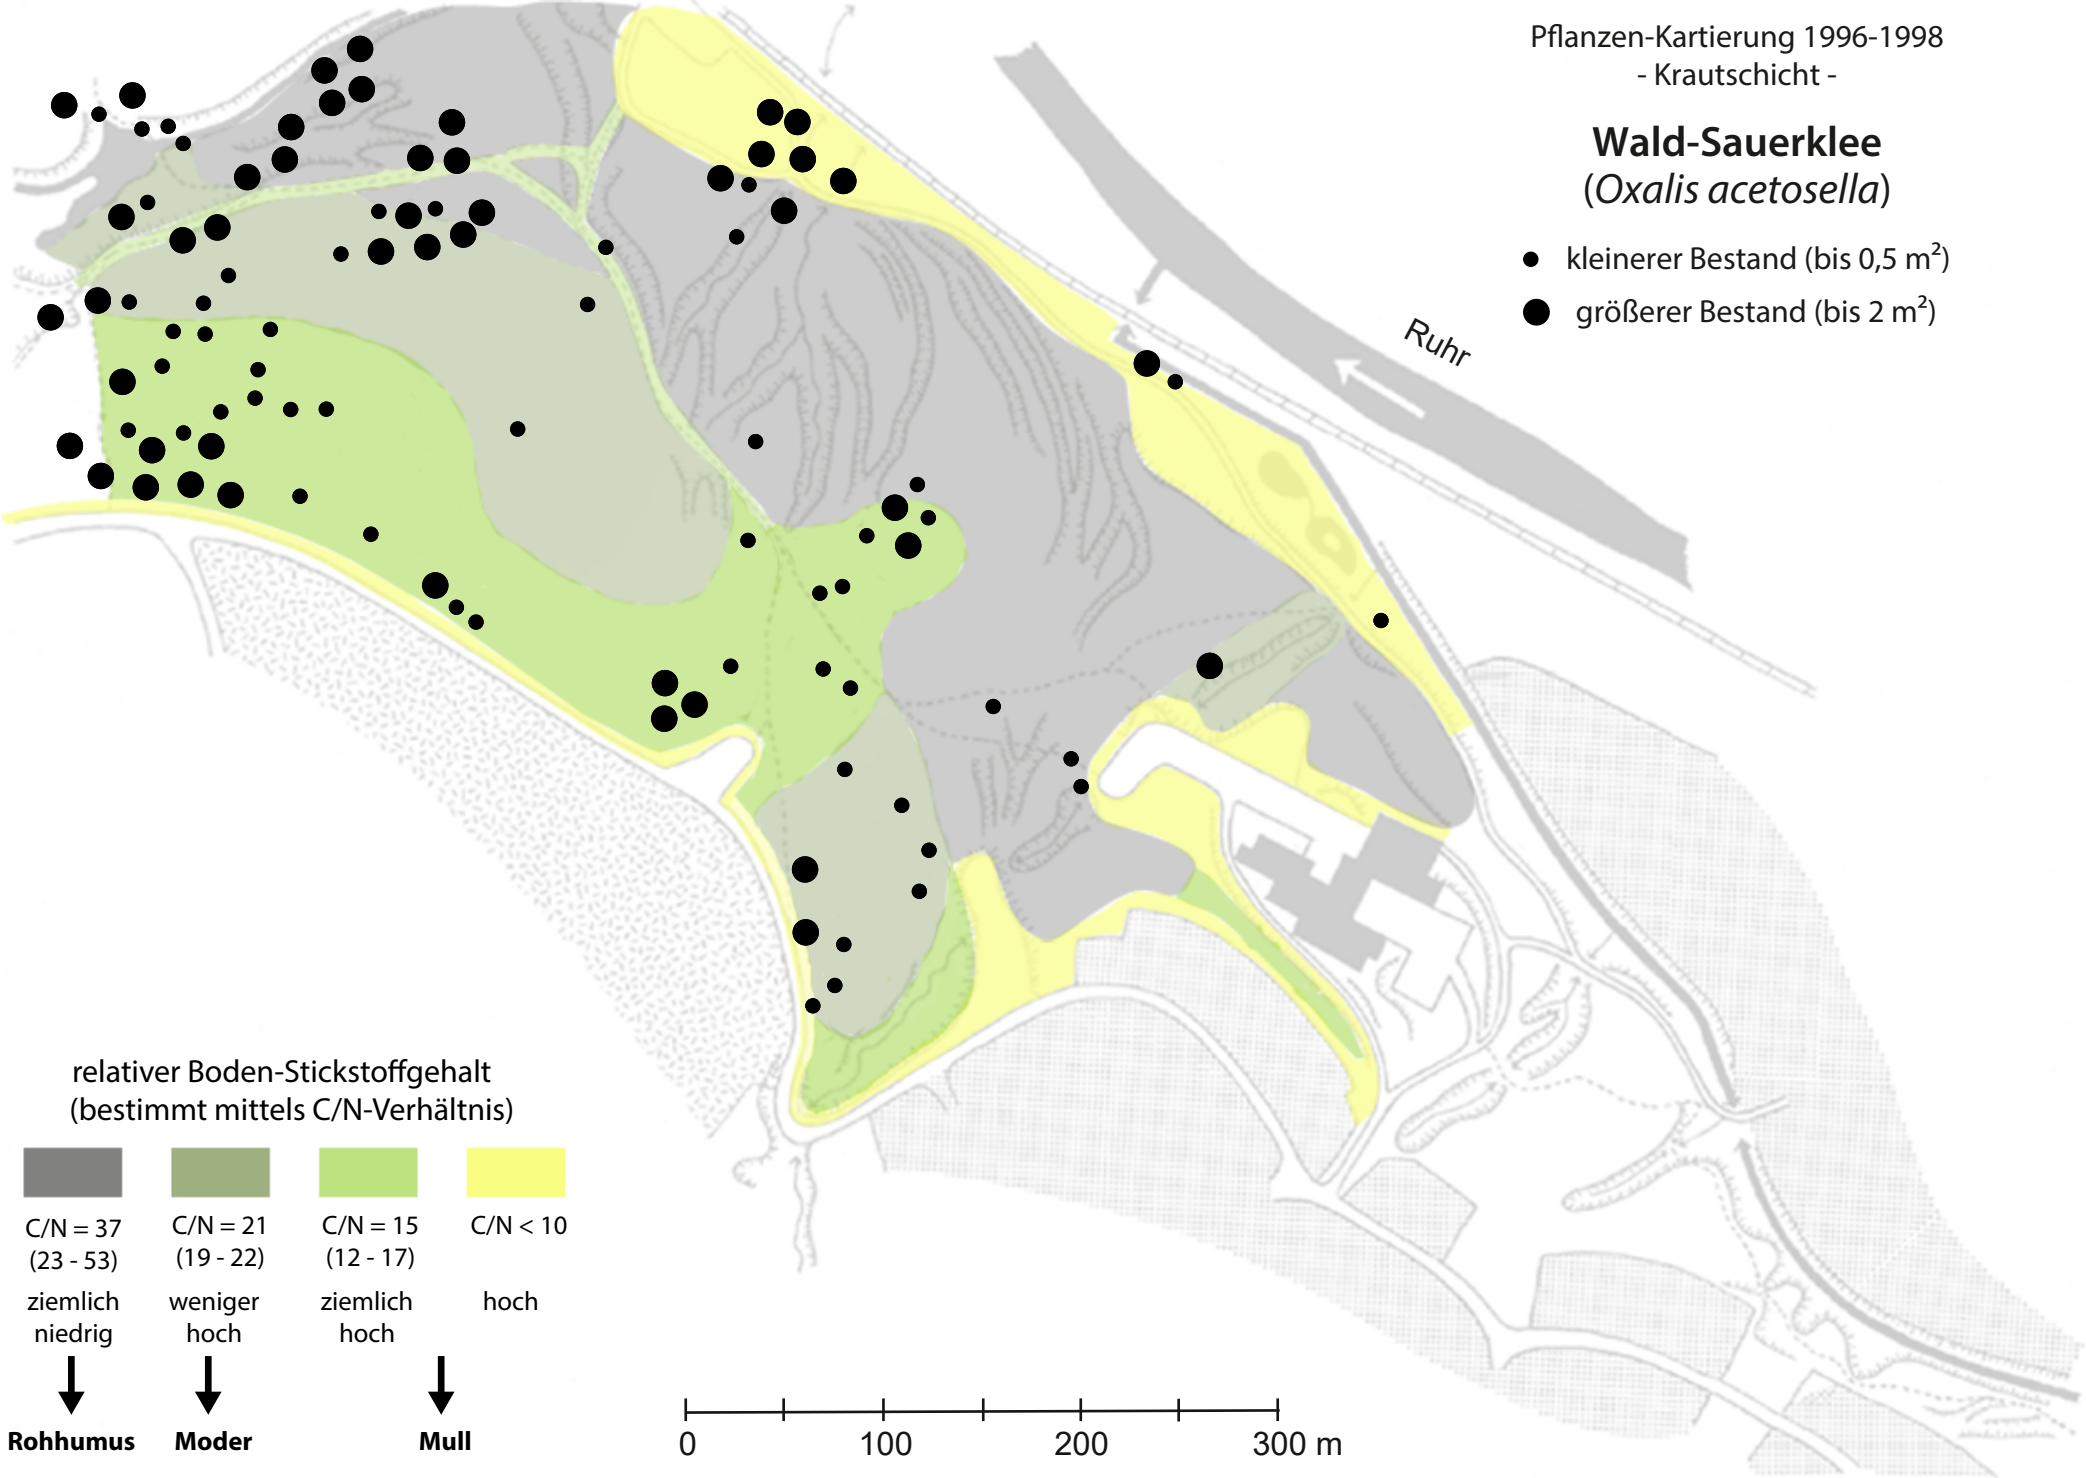 Pflanzen-Kartierung 1996-1998
- Krautschicht -
Wald-Sauerklee
(Oxalis acetosella)
kleinerer Bestand (bis 0,5 m²)
größerer Bestand (bis 2 m²)
Ruhr
relativer Boden-Stickstoffgehalt
(bestimmt mittels C/N-Verhältnis)
C/N = 37 C/N = 21 C/N = 15 C/N < 10
(23 - 53) (19 - 22) (12 - 17)
ziemlich weniger ziemlich hoch
niedrig hoch hoch
Rohhumus Moder Mull
0 100 200 300 m